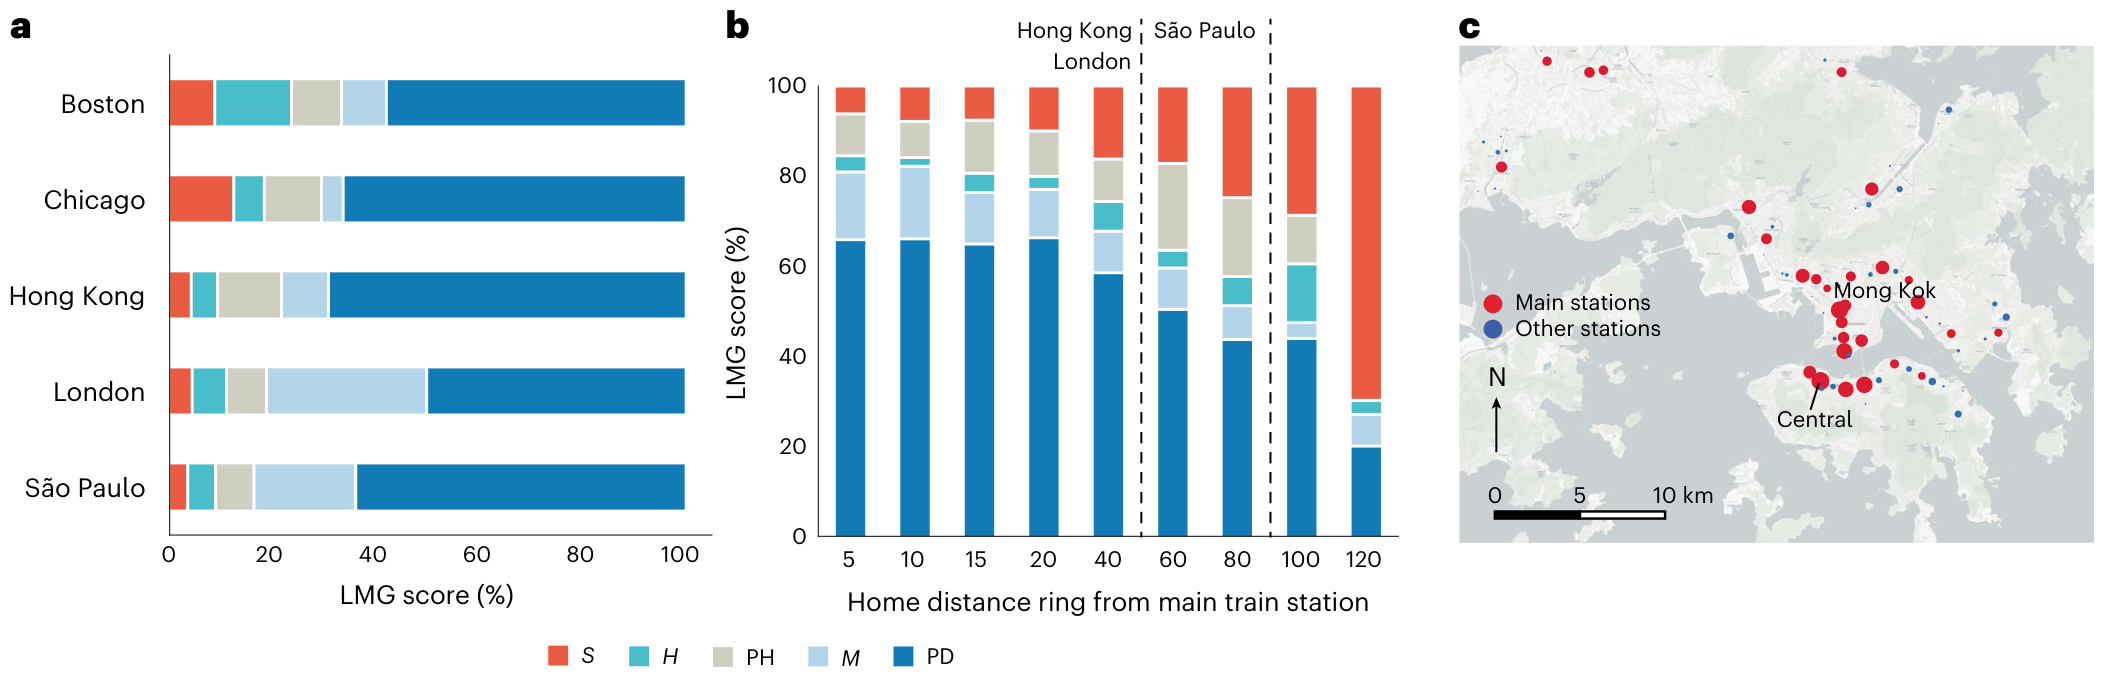 a
Boston
Chicago
Hong Kong
London
São Paulo
0 20 40 60 80 100
LMG score (%)
b
Hong Kong São Paulo
London
LMG score (%)
100
80
60
40
20
0
5 10 15 20 40 60 80 100 120
Home distance ring from main train station
S H PH M PD
c
Mong Kok
Main stations
Other stations
N
Central
0 5 10 km